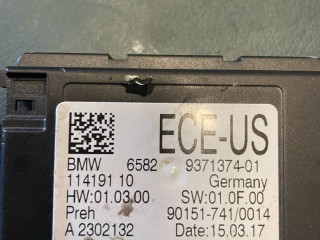 ECE-US
BMW 6582 9371374-01
114191 10 Germany
HW:01.03.00 SW:01.0F.00
Preh 90151-741/0014
A 2302132 Date:15.03.17